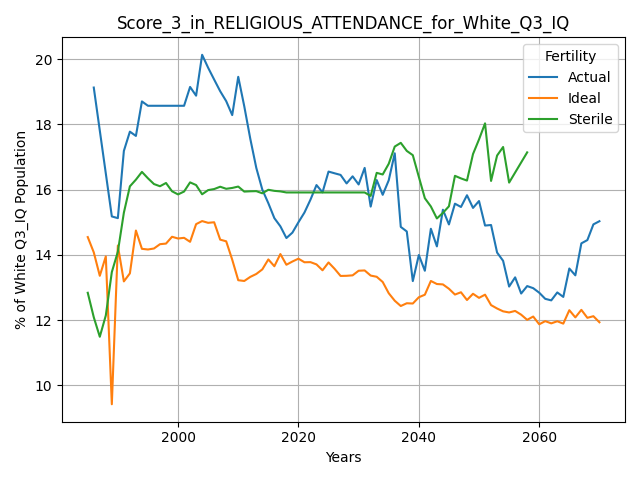 Score_3_in_RELIGIOUS_ATTENDANCE_for_White_Q3_IQ
% of White Q3_IQ Population
20
18
16
14
12
10
Fertility
Actual
Ideal
Sterile
2000
2020
2040
2060
Years